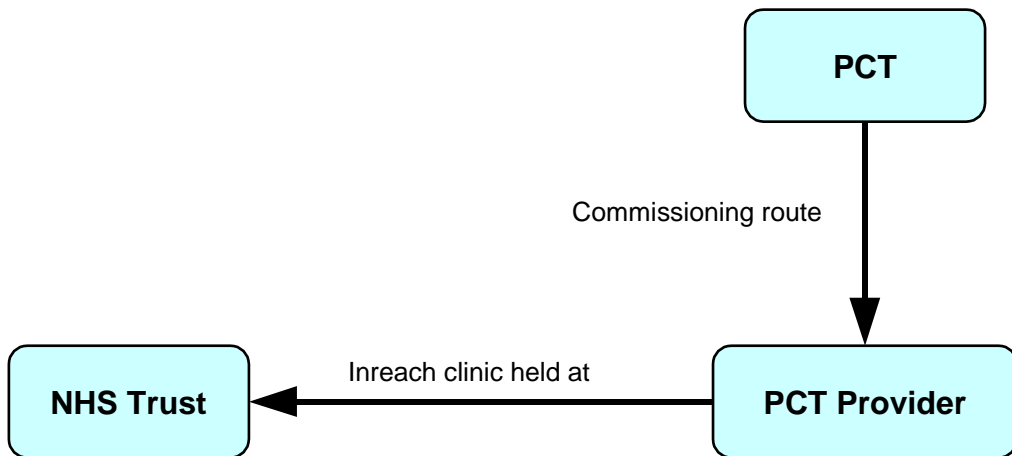 PCT
Commissioning route
Inreach clinic held at
NHS Trust
PCT Provider